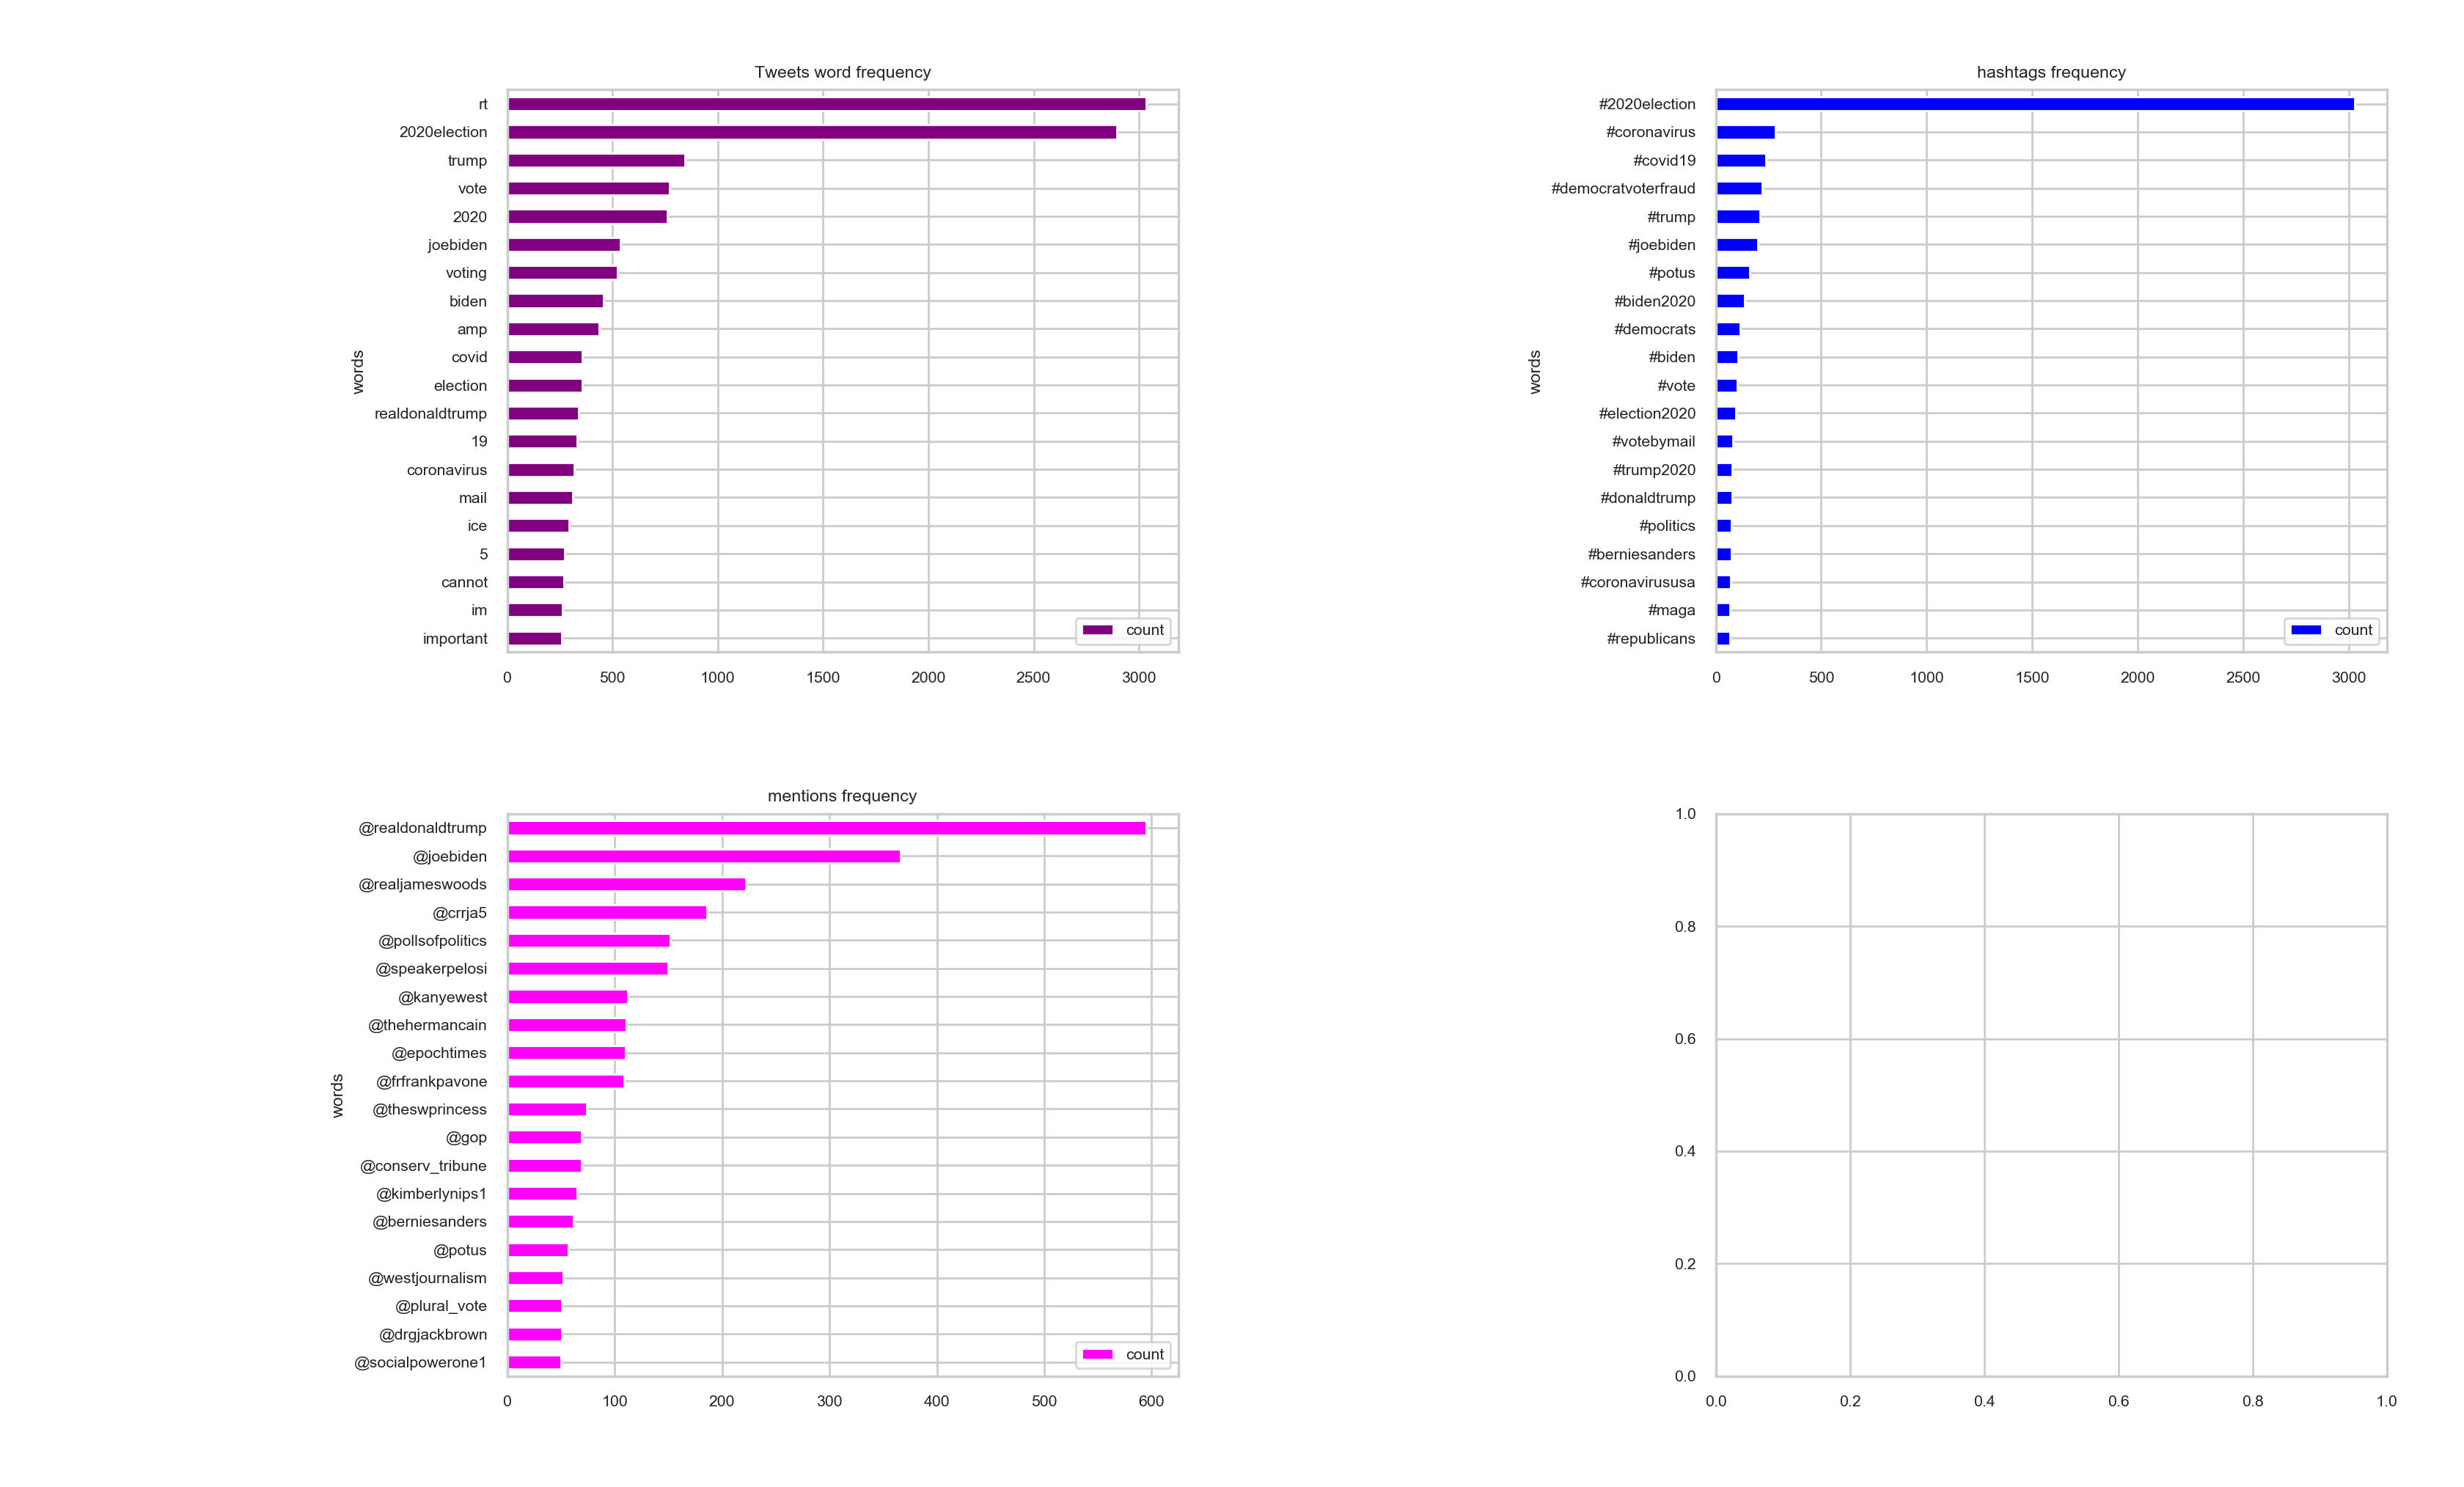 Tweets word frequency
rt
2020election
trump
vote
2020
joebiden
voting
biden
amp
covid
election
realdonaldtrump
19
coronavirus
mail
ice
5
cannot
im
important
words
count
0 500 1000 1500 2000 2500 3000
hashtags frequency
#2020election
#coronavirus
#covid19
#democratvoterfraud
#trump
#joebiden
#potus
#biden2020
#democrats
#biden
#vote
#election2020
#votebymail
#trump2020
#donaldtrump
#politics
#berniesanders
#coronavirususa
#maga
#republicans
words
count
0 500 1000 1500 2000 2500 3000
mentions frequency
@realdonaldtrump
@joebiden
@realjameswoods
@crrja5
@pollsofpolitics
@speakerpelosi
@kanyewest
@thehermancain
@epochtimes
@frfrankpavone
@theswprincess
@gop
@conserv_tribune
@kimberlynips1
@berniesanders
@potus
@westjournalism
@plural_vote
@drgjackbrown
@socialpowerone1
words
count
0 100 200 300 400 500 600
1.0
0.8
0.6
0.4
0.2
0.0
0.0 0.2 0.4 0.6 0.8 1.0